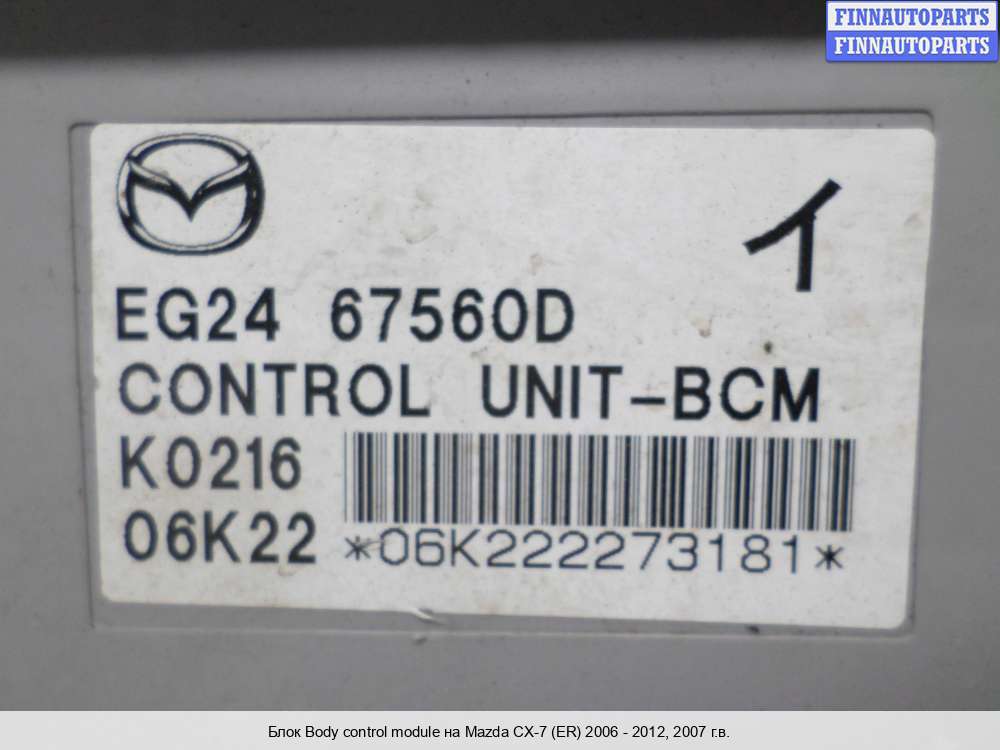 FINNAUTOPARTS
FINNAUTOPARTS
イ
EG24 67560D
CONTROL UNIT-BCM
K0216
06K22 *06K222273181*
Блок Body control module на Mazda CX-7 (ER) 2006 - 2012, 2007 г.в.